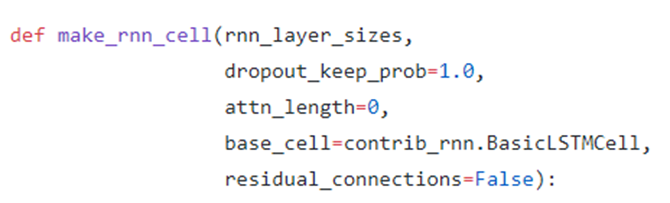 def make_rnn_cell(rnn_layer_sizes,
dropout_keep_prob=1.0,
attn_length=0,
base_cell=contrib_rnn.BasicLSTMCell,
residual_connections=False):